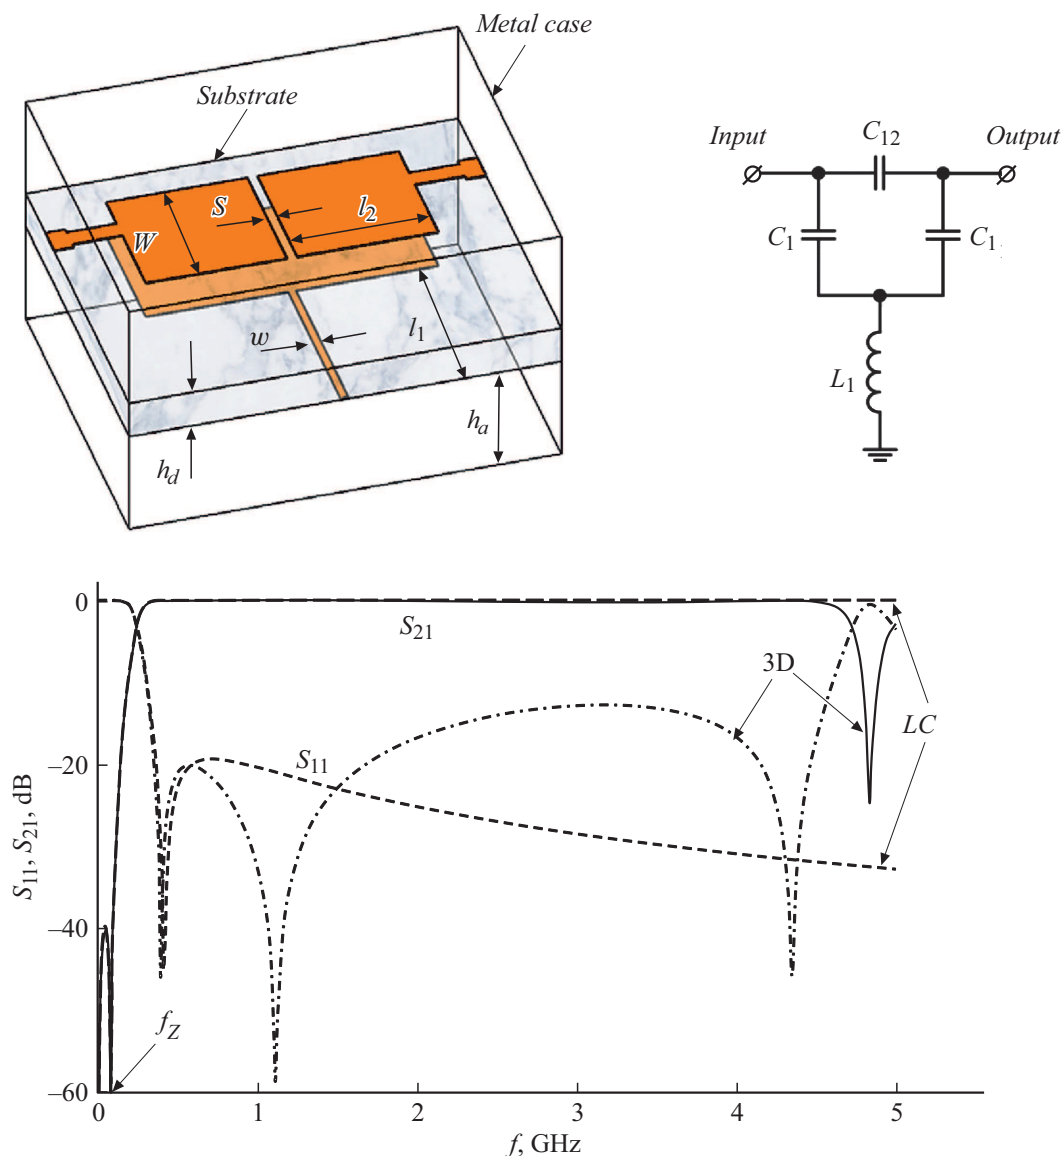 Metal case
Substrate
S
W
l2
w
l1
ha
hd
Input
C12
Output
C1
C1
L1
0
S21
3D
LC
S11
–20
S11, S21, dB
–40
fZ
–60
0
1
2
3
4
5
f, GHz